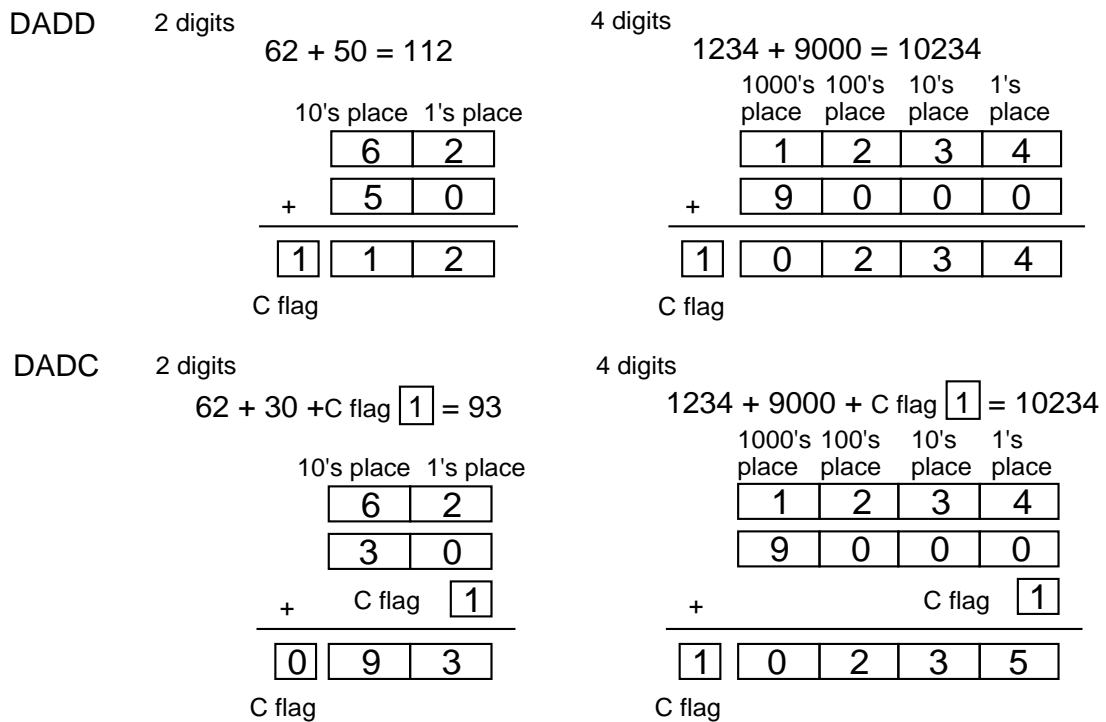 DADD
2 digits
62 + 50 = 112
10's place 1's place
6 2
5 0
+
1 1 2
C flag
4 digits
1234 + 9000 = 10234
1000's place 100's place 10's place 1's place
1 2 3 4
9 0 0 0
+
1 0 2 3 4
C flag
DADC
2 digits
62 + 30 +C flag 1 = 93
10's place 1's place
6 2
3 0
+ C flag 1
0 9 3
C flag
4 digits
1234 + 9000 + C flag 1 = 10234
1000's place 100's place 10's place 1's place
1 2 3 4
9 0 0 0
+ C flag 1
1 0 2 3 5
C flag